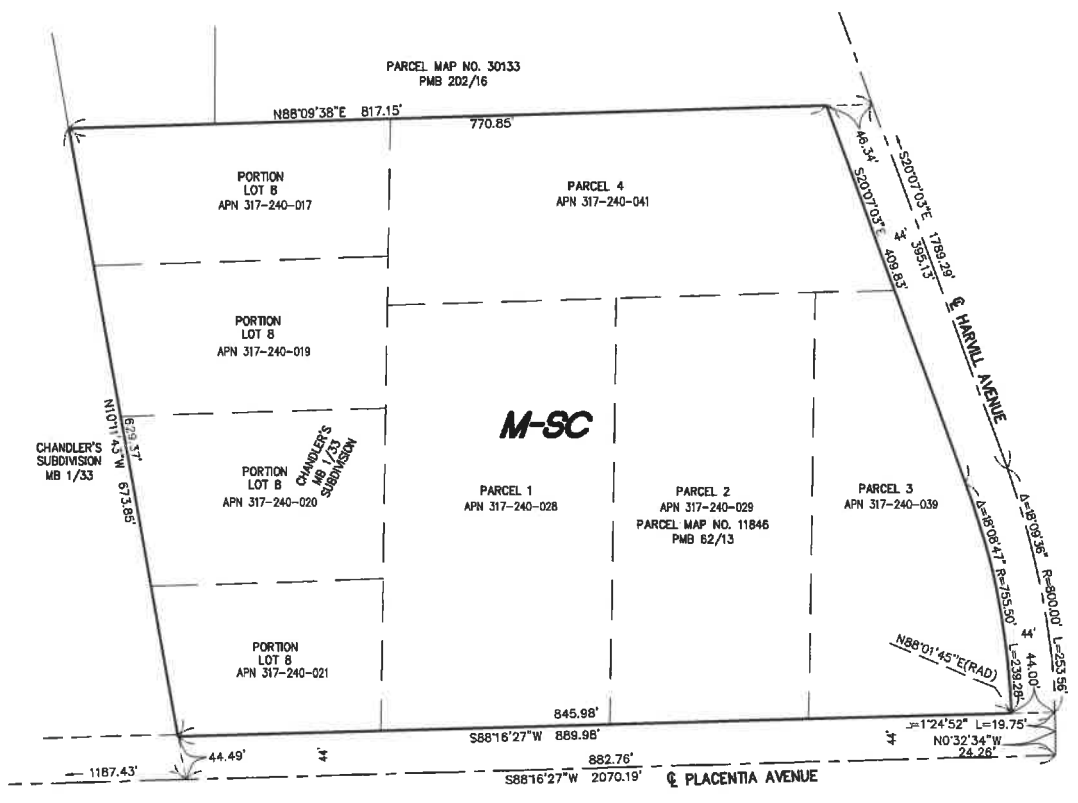 PARCEL MAP NO. 30133
PMB 202/16
N88°09'38"E 817.15'
770.85'
46.34'
S20°07'03"E 1789.29'
395.13'
S20°07'03"E 409.83'
44'
℄ HARVILL AVENUE
PORTION
LOT 8
APN 317-240-017
PARCEL 4
APN 317-240-041
PORTION
LOT 8
APN 317-240-019
M-SC
CHANDLER'S
SUBDIVISION
MB 1/33
629.37'
N10°11'43"W 673.85'
PORTION
LOT 8
APN 317-240-020
CHANDLER'S
MB 1/33
SUBDIVISION
PARCEL 1
APN 317-240-028
PARCEL 2
APN 317-240-029
PARCEL MAP NO. 11846
PMB 62/13
PARCEL 3
APN 317-240-039
Δ=18°08'47" R=755.50' L=239.28'
Δ=18°09'36" R=800.00' L=253.56'
44'
44.00'
N88°01'45"E(RAD)
PORTION
LOT 8
APN 317-240-021
845.98'
S88°16'27"W 889.98'
=1°24'52" L=19.75'
N0°32'34"W
24.26'
44.49'
44'
44'
1187.43'
882.76'
S88°16'27"W 2070.19'
℄ PLACENTIA AVENUE